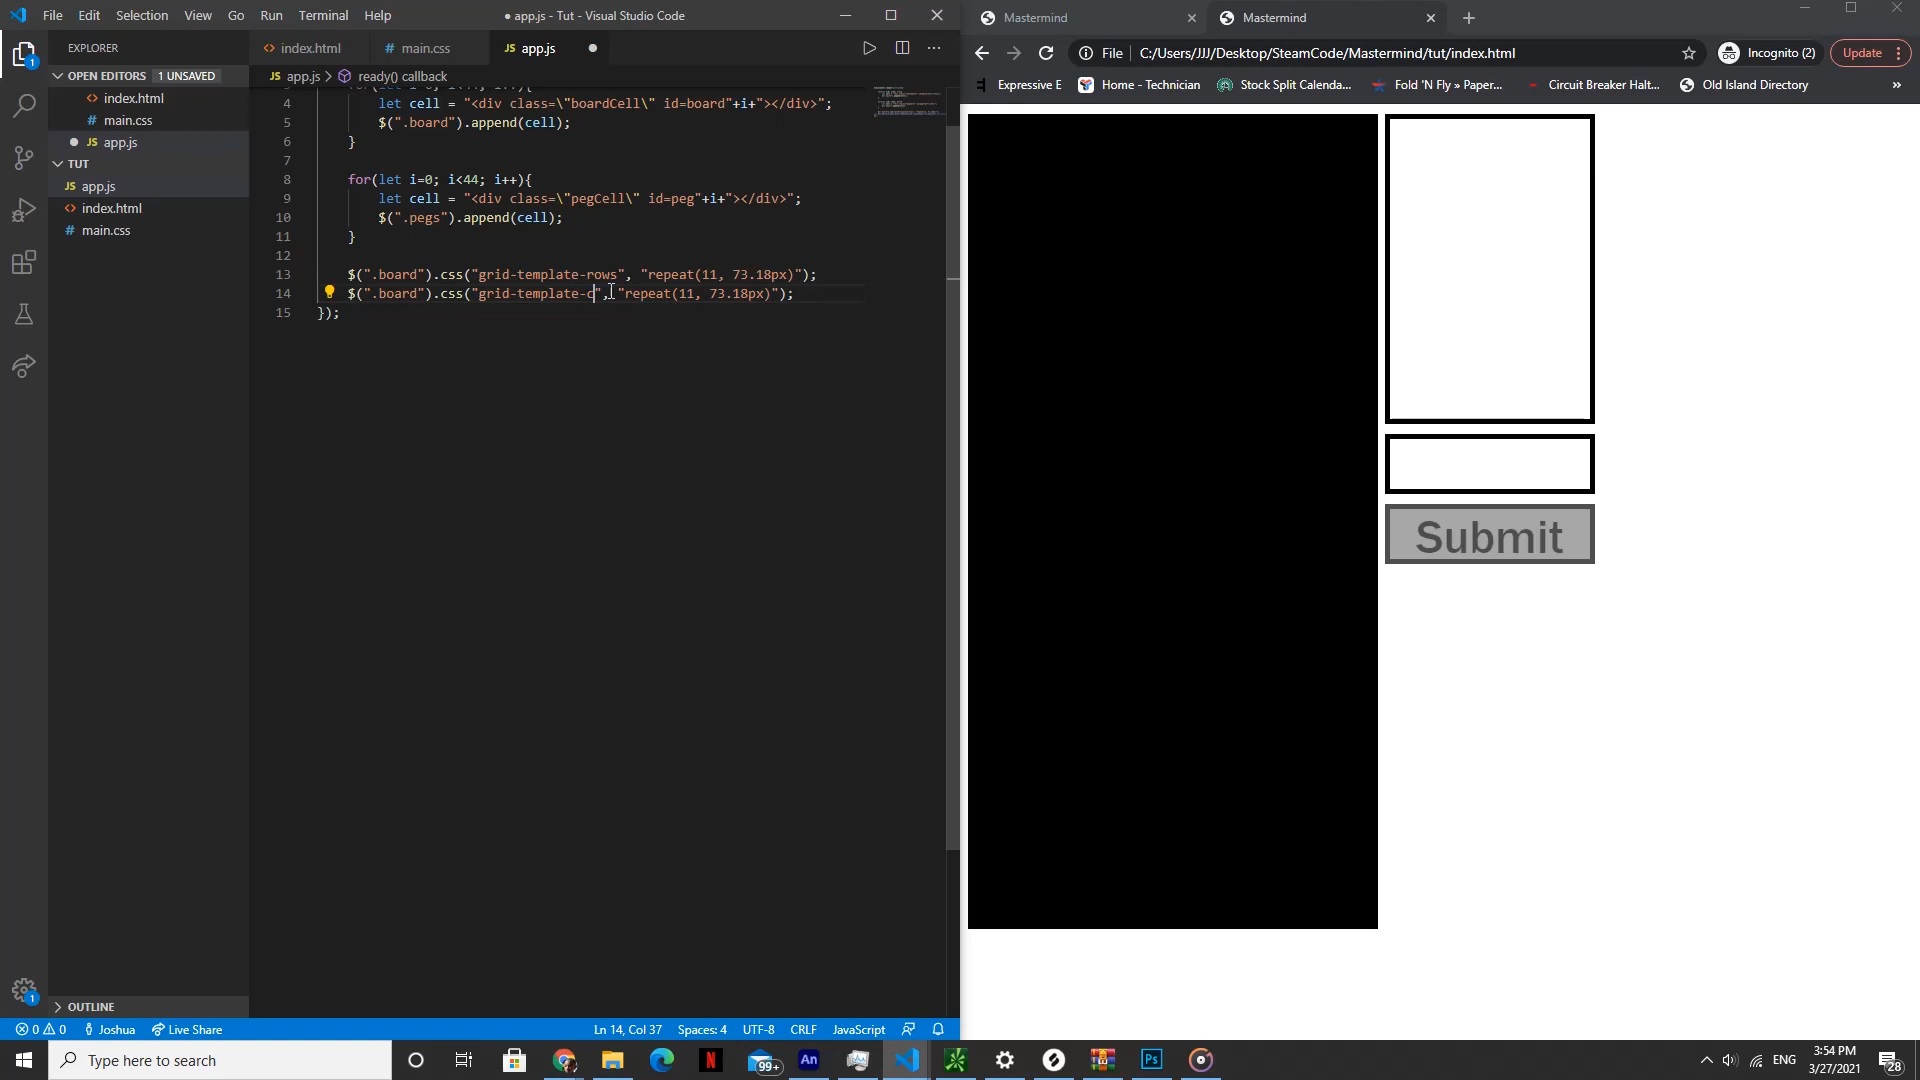 File Edit Selection View Go Run Terminal Help
● app.js - Tut - Visual Studio Code
EXPLORER
OPEN EDITORS 1 UNSAVED
index.html
main.css
app.js
TUT
app.js
index.html
main.css
OUTLINE
index.html main.css app.js
app.js > ready() callback
4 let cell = "<div class=\"boardCell\" id=board"+i+"></div>";
5 $(".board").append(cell);
6 }
7
8 for(let i=0; i<44; i++){
9 let cell = "<div class=\"pegCell\" id=peg"+i+"></div>";
10 $(".pegs").append(cell);
11 }
12
13 $(".board").css("grid-template-rows", "repeat(11, 73.18px)");
14 $(".board").css("grid-template-c", "repeat(11, 73.18px)");
15 });
0 0 Joshua Live Share Ln 14, Col 37 Spaces: 4 UTF-8 CRLF JavaScript
Mastermind Mastermind
File C:/Users/JJJ/Desktop/SteamCode/Mastermind/tut/index.html Incognito (2) Update
Expressive E Home - Technician Stock Split Calenda... Fold 'N Fly » Paper... Circuit Breaker Halt... Old Island Directory »
Submit
Type here to search
99+
ENG
3:54 PM
3/27/2021
28